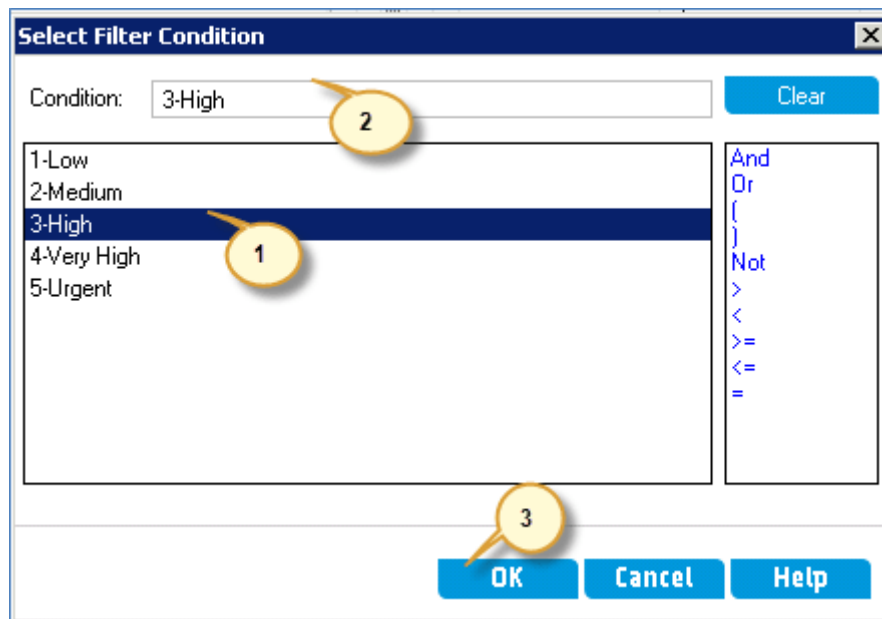 Select Filter Condition
Condition: 3-High Clear
2
1-Low
2-Medium
3-High
4-Very High
5-Urgent
1
And
Or
(
)
Not
>
<
>=
<=
=
3
OK Cancel Help